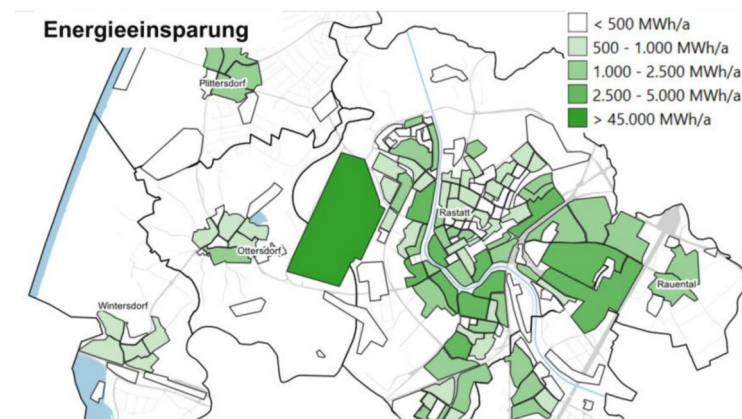 Energieeinsparung
< 500 MWh/a
500 - 1.000 MWh/a
1.000 - 2.500 MWh/a
2.500 - 5.000 MWh/a
> 45.000 MWh/a
Plittersdorf
Rastatt
Ottersdorf
Rauental
Wintersdorf